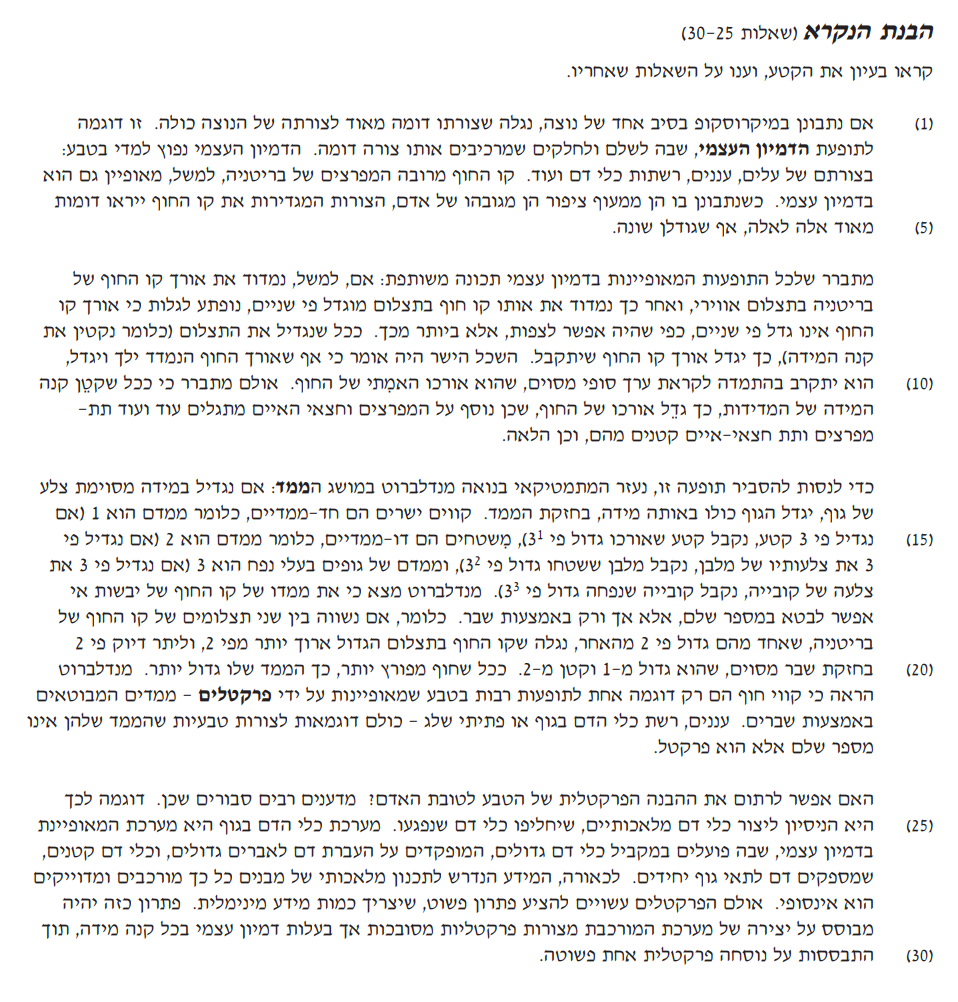 הבנת הנקרא (שאלות 30-25)
קראו בעיון את הקטע, וענו על השאלות שאחריו.
(1) אם נתבונן במיקרוסקופ בסיב אחד של נוצה, נגלה שצורתו דומה מאוד לצורתה של הנוצה כולה. זו דוגמה
לתופעת הדמיון העצמי, שבה לשלם ולחלקים שמרכיבים אותו צורה דומה. הדמיון העצמי נפוץ למדי בטבע:
בצורתם של עלים, עננים, רשתות כלי דם ועוד. קו החוף מרובה המפרצים של בריטניה, למשל, מאופיין גם הוא
בדמיון עצמי. כשנתבונן בו הן ממעוף ציפור הן מגובהו של אדם, הצורות המגדירות את קו החוף ייראו דומות
(5) מאוד אלה לאלה, אף שגודלן שונה.
מתברר שלכל התופעות המאופיינות בדמיון עצמי תכונה משותפת: אם, למשל, נמדוד את אורך קו החוף של
בריטניה בתצלום אווירי, ואחר כך נמדוד את אותו קו חוף בתצלום מוגדל פי שניים, נופתע לגלות כי אורך קו
החוף אינו גדל פי שניים, כפי שהיה אפשר לצפות, אלא ביותר מכך. ככל שנגדיל את התצלום (כלומר נקטין את
קנה המידה), כך יגדל אורך קו החוף שיתקבל. השכל הישר היה אומר כי אף שאורך החוף הנמדד ילך ויגדל,
(10) הוא יתקרב בהתמדה לקראת ערך סופי מסוים, שהוא אורכו האמִתי של החוף. אולם מתברר כי ככל שקטֵן קנה
המידה של המדידות, כך גדֵל אורכו של החוף, שכן נוסף על המפרצים וחצאי האיים מתגלים עוד ועוד תת-
מפרצים ותת חצאי-איים קטנים מהם, וכן הלאה.
כדי לנסות להסביר תופעה זו, נעזר המתמטיקאי בנואה מנדלברוט במושג הממד: אם נגדיל במידה מסוימת צלע
של גוף, יגדל הגוף כולו באותה מידה, בחזקת הממד. קווים ישרים הם חד-ממדיים, כלומר ממדם הוא 1 (אם
(15) נגדיל פי 3 קטע, נקבל קטע שאורכו גדול פי 3¹), מִשטחים הם דו-ממדיים, כלומר ממדם הוא 2 (אם נגדיל פי
3 את צלעותיו של מלבן, נקבל מלבן ששטחו גדול פי 3²), וממדם של גופים בעלי נפח הוא 3 (אם נגדיל פי 3 את
צלעה של קובייה, נקבל קובייה שנפחה גדול פי 3³). מנדלברוט מצא כי את ממדו של קו החוף של יבשות אי
אפשר לבטא במספר שלם, אלא אך ורק באמצעות שבר. כלומר, אם נשווה בין שני תצלומים של קו החוף של
בריטניה, שאחד מהם גדול פי 2 מהאחר, נגלה שקו החוף בתצלום הגדול ארוך יותר מפי 2, וליתר דיוק פי 2
(20) בחזקת שבר מסוים, שהוא גדול מ-1 וקטן מ-2. ככל שחוף מפורץ יותר, כך הממד שלו גדול יותר. מנדלברוט
הראה כי קווי חוף הם רק דוגמה אחת לתופעות רבות בטבע שמאופיינות על ידי פרקטלים - ממדים המבוטאים
באמצעות שברים. עננים, רשת כלי הדם בגוף או פתיתי שלג - כולם דוגמאות לצורות טבעיות שהממד שלהן אינו
מספר שלם אלא הוא פרקטל.
האם אפשר לרתום את ההבנה הפרקטלית של הטבע לטובת האדם? מדענים רבים סבורים שכן. דוגמה לכך
(25) היא הניסיון ליצור כלי דם מלאכותיים, שיחליפו כלי דם שנפגעו. מערכת כלי הדם בגוף היא מערכת המאופיינת
בדמיון עצמי, שבה פועלים במקביל כלי דם גדולים, המופקדים על העברת דם לאברים גדולים, וכלי דם קטנים,
שמספקים דם לתאי גוף יחידים. לכאורה, המידע הנדרש לתכנון מלאכותי של מבנים כל כך מורכבים ומדוייקים
הוא אינסופי. אולם הפרקטלים עשויים להציע פתרון פשוט, שיצריך כמות מידע מינימלית. פתרון כזה יהיה
מבוסס על יצירה של מערכת המורכבת מצורות פרקטליות מסובכות אך בעלות דמיון עצמי בכל קנה מידה, תוך
(30) התבססות על נוסחה פרקטלית אחת פשוטה.